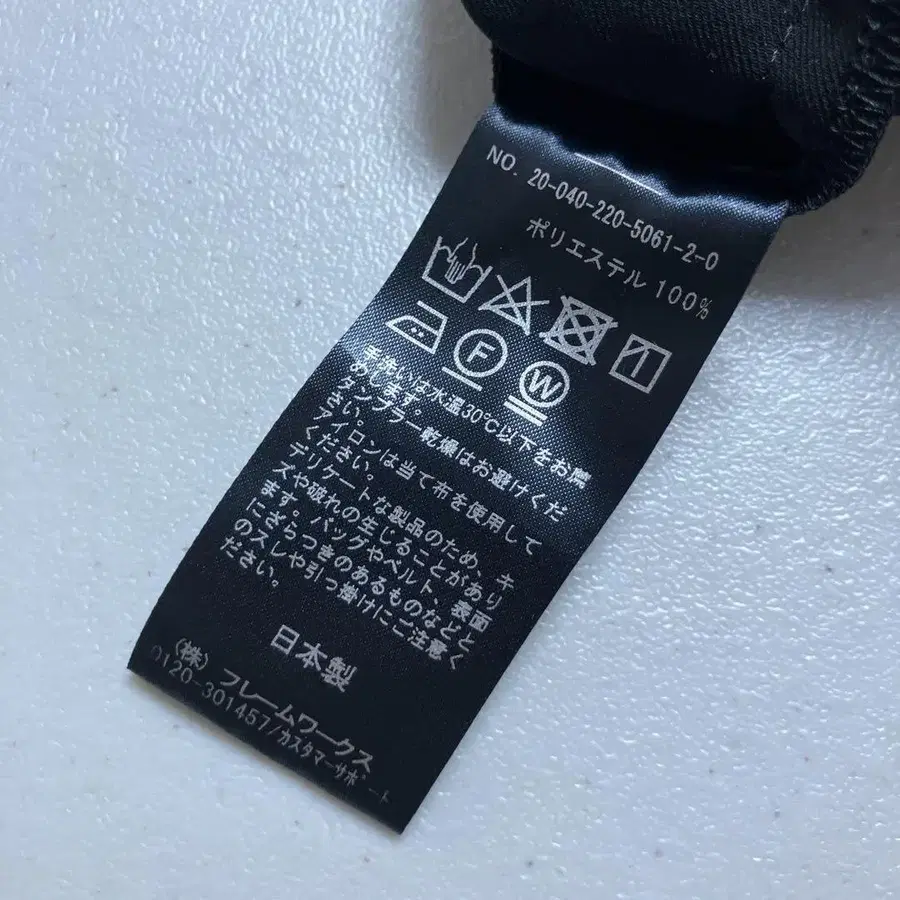 NO. 20-040-220-5061-2-0
ポリエステル 100%
F
W
手洗いは水温30℃以下をお薦
めします。
タンブラー乾燥はお避けくだ
さい。
アイロンは当て布を使用して
ください。
デリケートな製品のため、キ
ズや破れの生じることがあり
ます。バッグやベルト、表面
にざらつきのあるものなどと
のスレや引っ掛けにご注意く
ださい。
日本製
(株) フレームワークス
0120-301457/カスタマーサポート